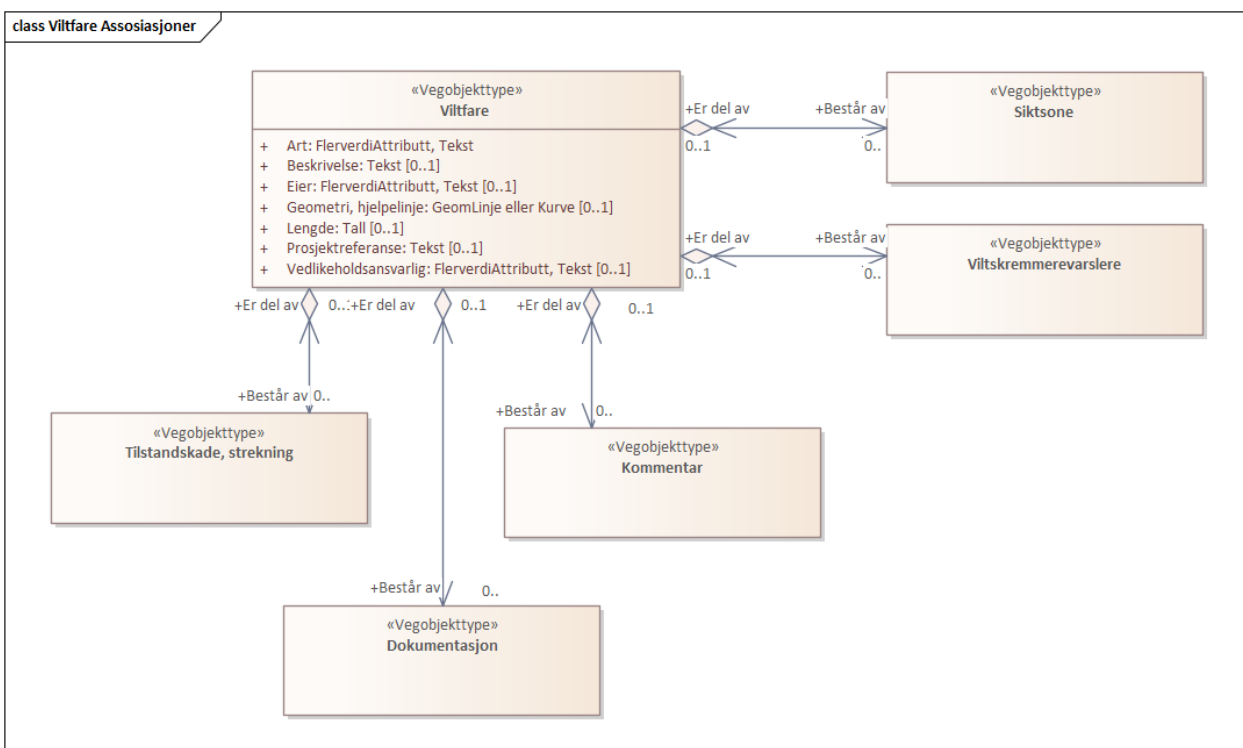 class Viltfare Assosiasjoner
«Vegobjekttype»
Viltfare
+ Art: FlerverdiAttributt, Tekst
+ Beskrivelse: Tekst [0..1]
+ Eier: FlerverdiAttributt, Tekst [0..1]
+ Geometri, hjelpelinje: GeomLinje eller Kurve [0..1]
+ Lengde: Tall [0..1]
+ Prosjektreferanse: Tekst [0..1]
+ Vedlikeholdsansvarlig: FlerverdiAttributt, Tekst [0..1]
+Er del av
0..1
+Består av
0..
«Vegobjekttype»
Siktsone
+Er del av
0..1
+Består av
0..
«Vegobjekttype»
Viltskremmerevarslere
+Er del av
0..:
+Er del av
0..1
+Er del av
0..1
+Består av
0..
«Vegobjekttype»
Tilstandskade, strekning
+Består av
0..
«Vegobjekttype»
Kommentar
+Består av
0..
«Vegobjekttype»
Dokumentasjon